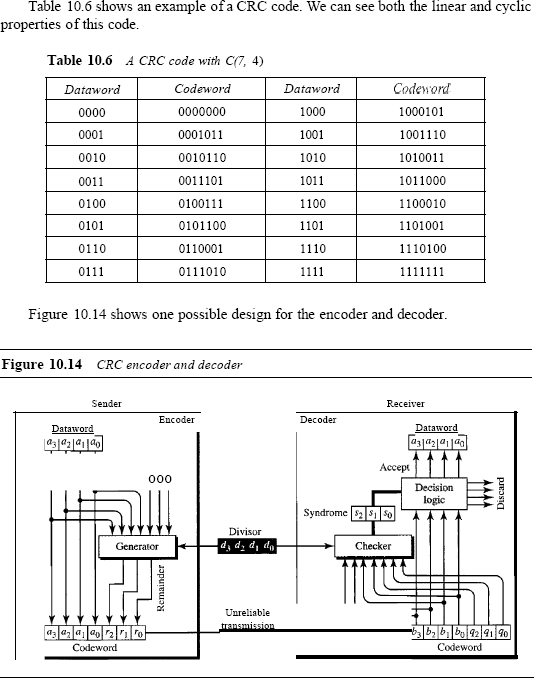 Table 10.6 shows an example of a CRC code. We can see both the linear and cyclic
properties of this code.
Table 10.6 A CRC code with C(7, 4)
Dataword Codeword Dataword Codeword
0000 0000000 1000 1000101
0001 0001011 1001 1001110
0010 0010110 1010 1010011
0011 0011101 1011 1011000
0100 0100111 1100 1100010
0101 0101100 1101 1101001
0110 0110001 1110 1110100
0111 0111010 1111 1111111
Figure 10.14 shows one possible design for the encoder and decoder.
Figure 10.14 CRC encoder and decoder
Sender
Encoder
Dataword
a3 a2 a1 a0
000
Generator
Remainder
a3 a2 a1 a0 r2 r1 r0
Codeword
Divisor
d3 d2 d1 d0
Unreliable
transmission
Receiver
Decoder
Dataword
a3 a2 a1 a0
Accept
Decision
logic
Discard
Syndrome s2 s1 s0
Checker
b3 b2 b1 b0 q2 q1 q0
Codeword